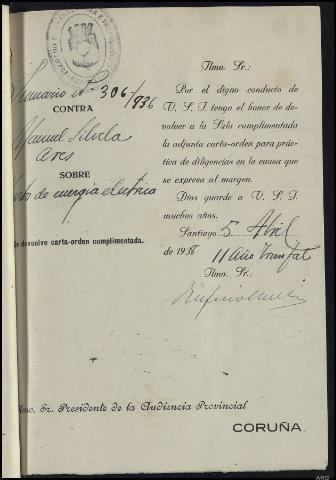 Sumario Nº 306/936
CONTRA
Manuel Silvela
Ares
SOBRE
de energía eléctrica
Se devuelve carta-orden cumplimentada.
Ilmo. Sr.:
Por el digno conducto de
V. S. I. tengo el honor de de-
volver a la Sala cumplimentada
la adjunta carta-orden para prác-
tica de diligencias en la causa que
se expresa al margen.
Dios guarde a V. S. I.
muchos años.
Santiago 5 Abril
de 1938 II Año Triunfal
Ilmo. Sr.:
Ilmo. Sr. Presidente de la Audiencia Provincial
CORUÑA.